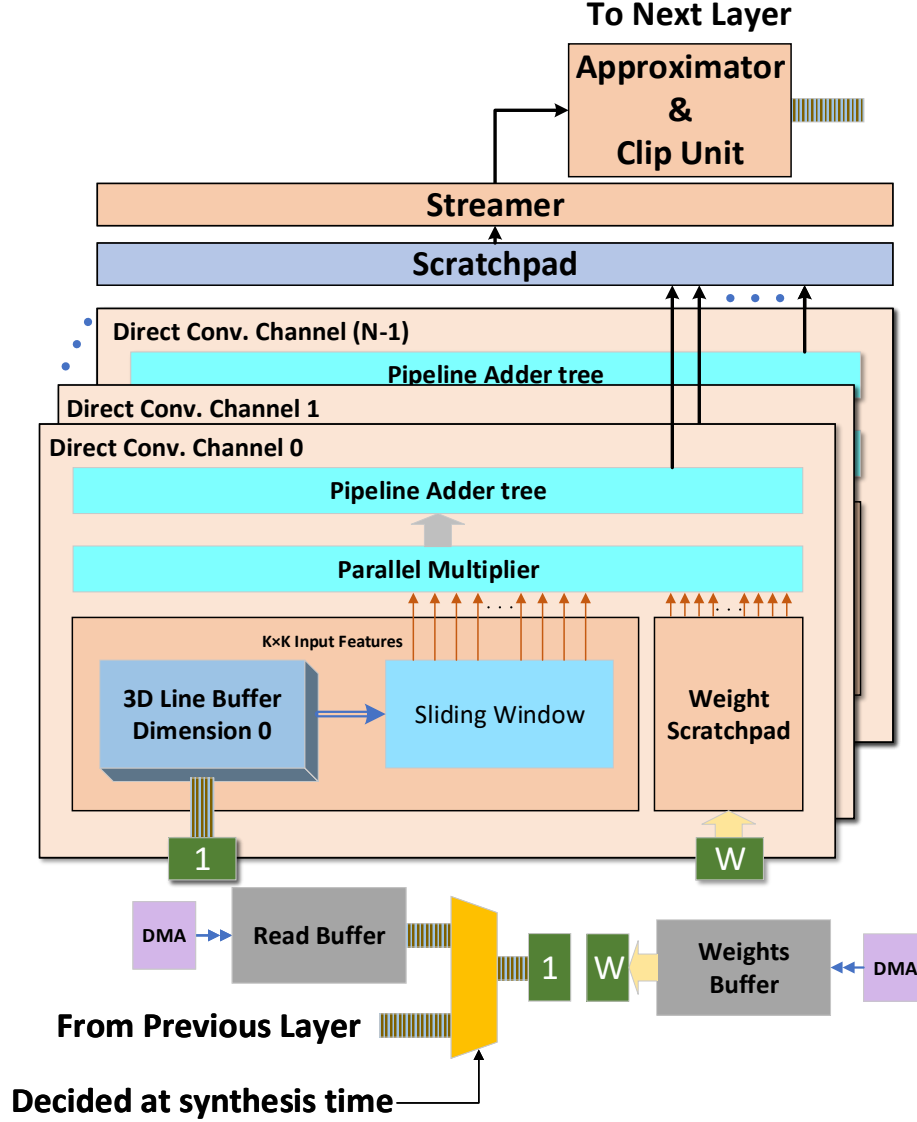 To Next Layer
Approximator
&
Clip Unit
Streamer
Scratchpad
Direct Conv. Channel (N-1)
Pipeline Adder tree
Direct Conv. Channel 1
Direct Conv. Channel 0
Pipeline Adder tree
Parallel Multiplier
K×K Input Features
3D Line Buffer
Dimension 0
Sliding Window
Weight
Scratchpad
1
W
DMA
Read Buffer
1
W
Weights
Buffer
DMA
From Previous Layer
Decided at synthesis time